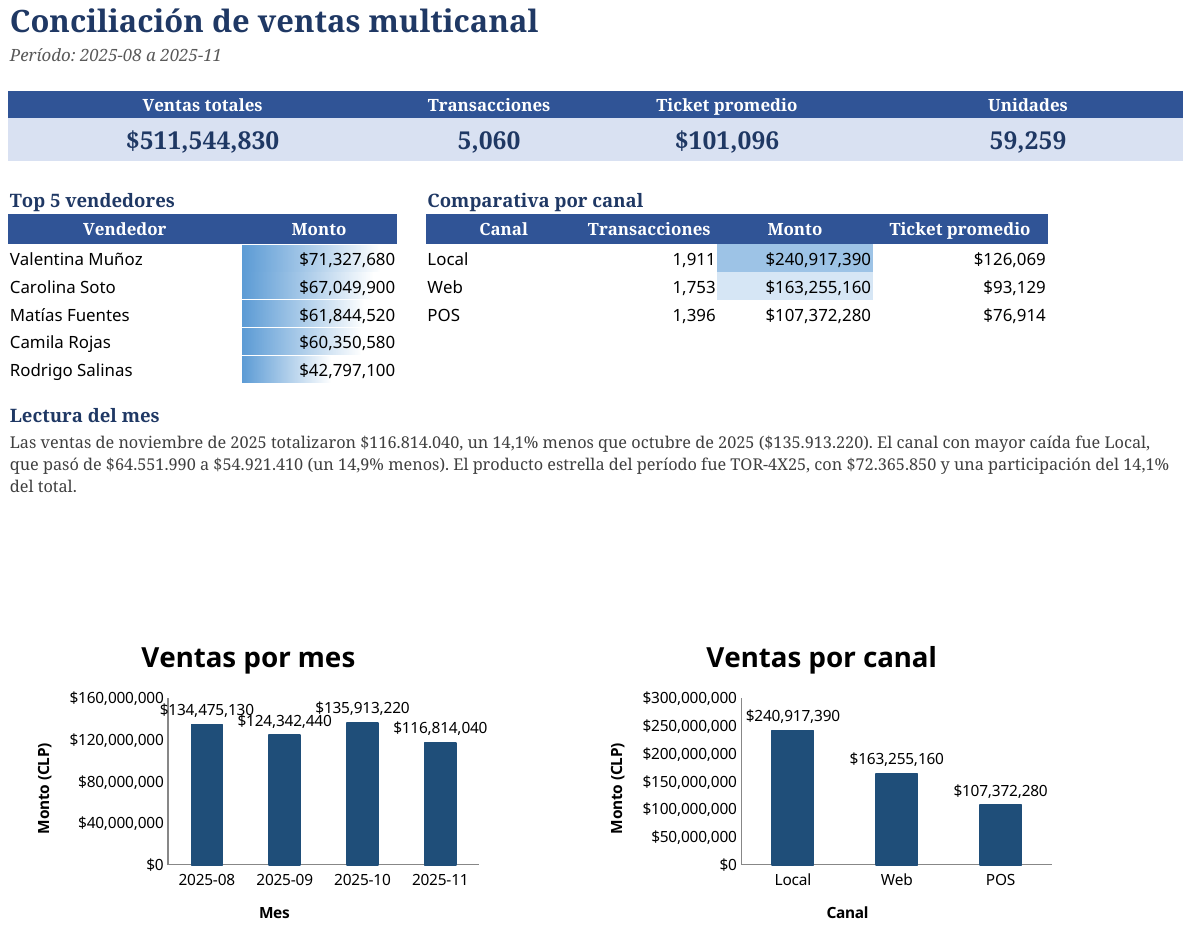 Conciliación de ventas multicanal
Período: 2025-08 a 2025-11
Ventas totales Transacciones Ticket promedio Unidades
$511,544,830 5,060 $101,096 59,259
Top 5 vendedores
Vendedor Monto
Valentina Muñoz $71,327,680
Carolina Soto $67,049,900
Matías Fuentes $61,844,520
Camila Rojas $60,350,580
Rodrigo Salinas $42,797,100
Comparativa por canal
Canal Transacciones Monto Ticket promedio
Local 1,911 $240,917,390 $126,069
Web 1,753 $163,255,160 $93,129
POS 1,396 $107,372,280 $76,914
Lectura del mes
Las ventas de noviembre de 2025 totalizaron $116.814.040, un 14,1% menos que octubre de 2025 ($135.913.220). El canal con mayor caída fue Local,
que pasó de $64.551.990 a $54.921.410 (un 14,9% menos). El producto estrella del período fue TOR-4X25, con $72.365.850 y una participación del 14,1%
del total.
Ventas por mes
Monto (CLP)
$160,000,000
$120,000,000
$80,000,000
$40,000,000
$0
$134,475,130
$124,342,440
$135,913,220
$116,814,040
2025-08 2025-09 2025-10 2025-11
Mes
Ventas por canal
Monto (CLP)
$300,000,000
$250,000,000
$200,000,000
$150,000,000
$100,000,000
$50,000,000
$0
$240,917,390
$163,255,160
$107,372,280
Local Web POS
Canal